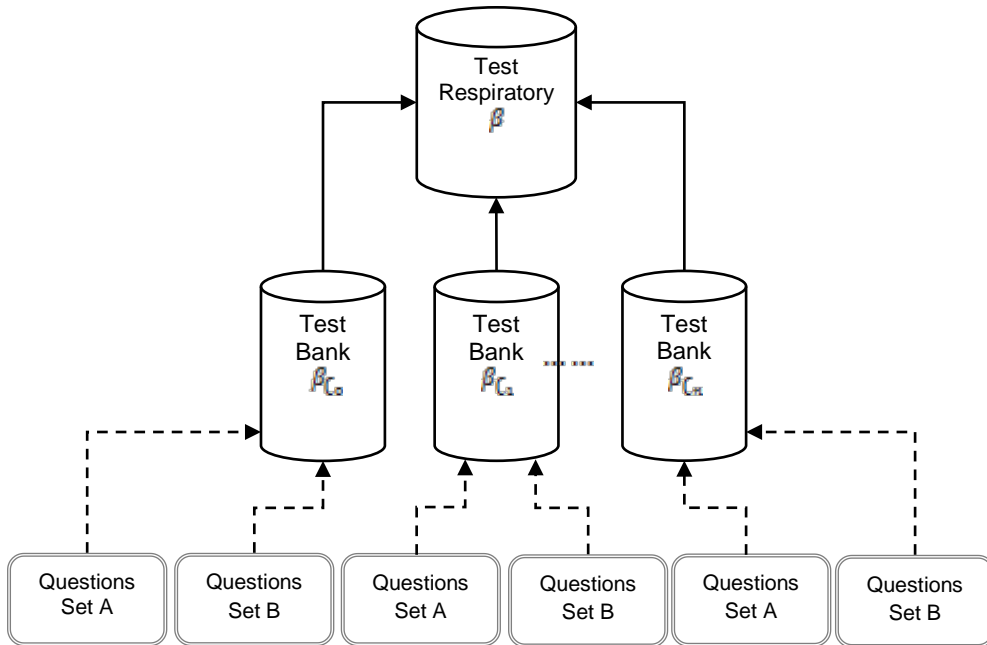 Test
Respiratory
β
Test
Bank
β
Test
Bank
β
Test
Bank
β
......
Questions
Set A
Questions
Set B
Questions
Set A
Questions
Set B
Questions
Set A
Questions
Set B